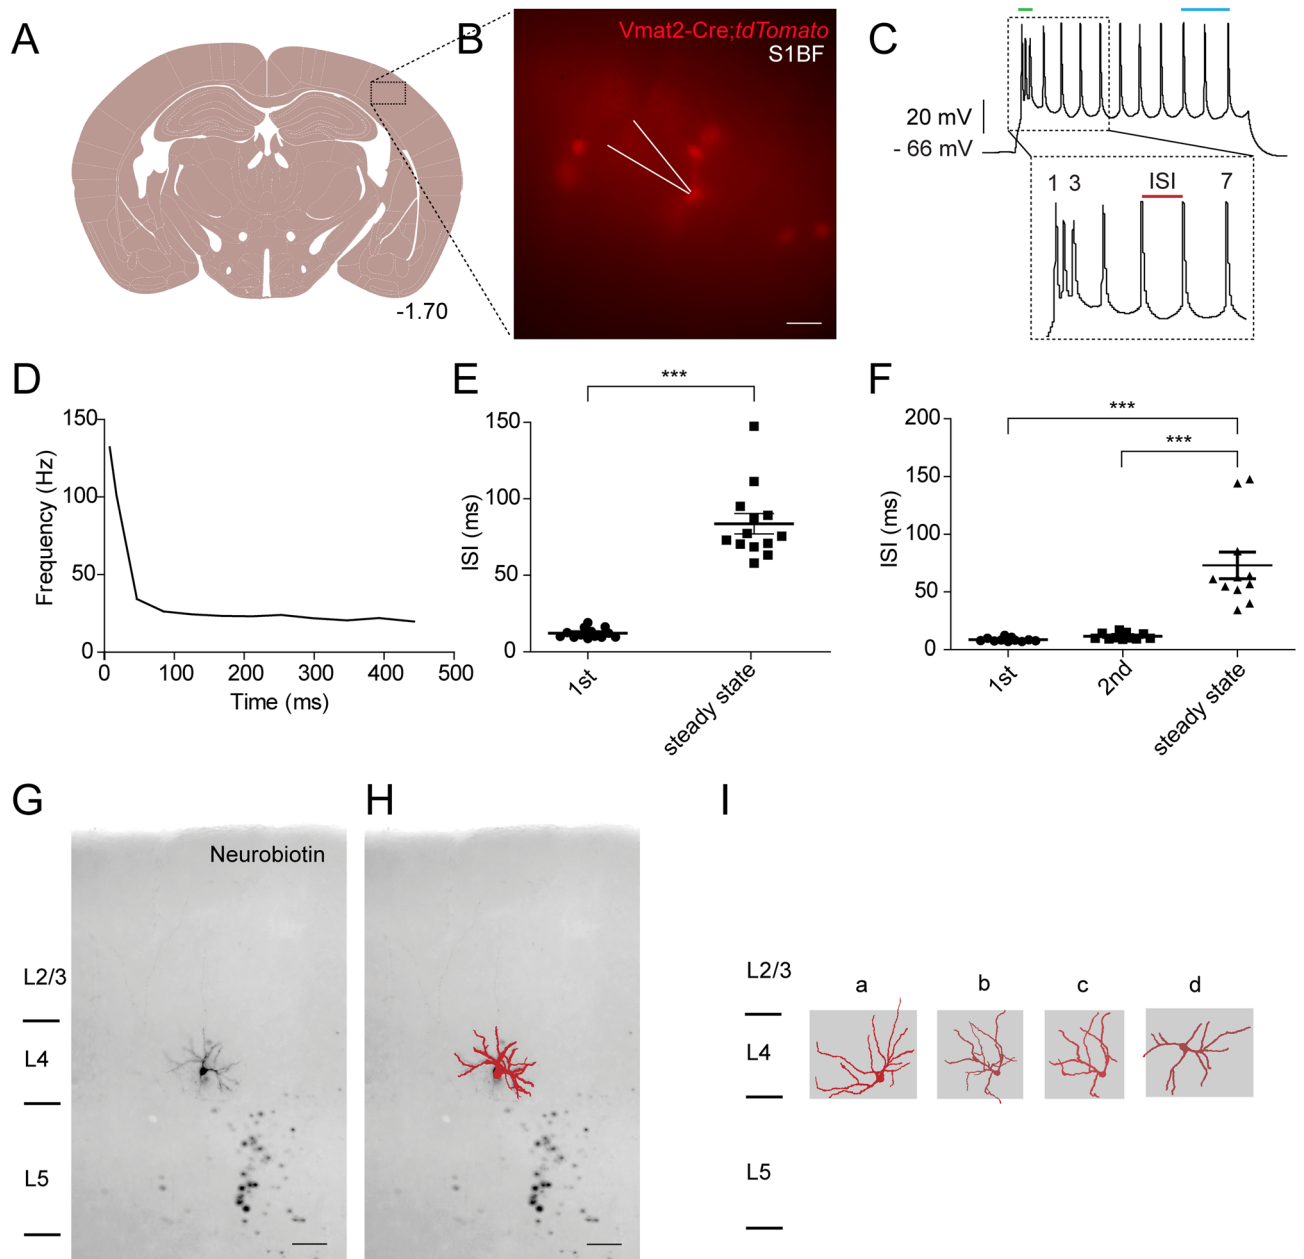 A
-1.70
B
Vmat2-Cre;tdTomato
S1BF
C
20 mV
- 66 mV
1 3 ISI 7
D
Frequency (Hz)
150
100
50
0
0 100 200 300 400 500
Time (ms)
E
***
ISI (ms)
150
100
50
0
1st
steady state
F
***
***
ISI (ms)
200
150
100
50
0
1st
2nd
steady state
G
Neurobiotin
L2/3
L4
L5
H
I
a b c d
L2/3
L4
L5